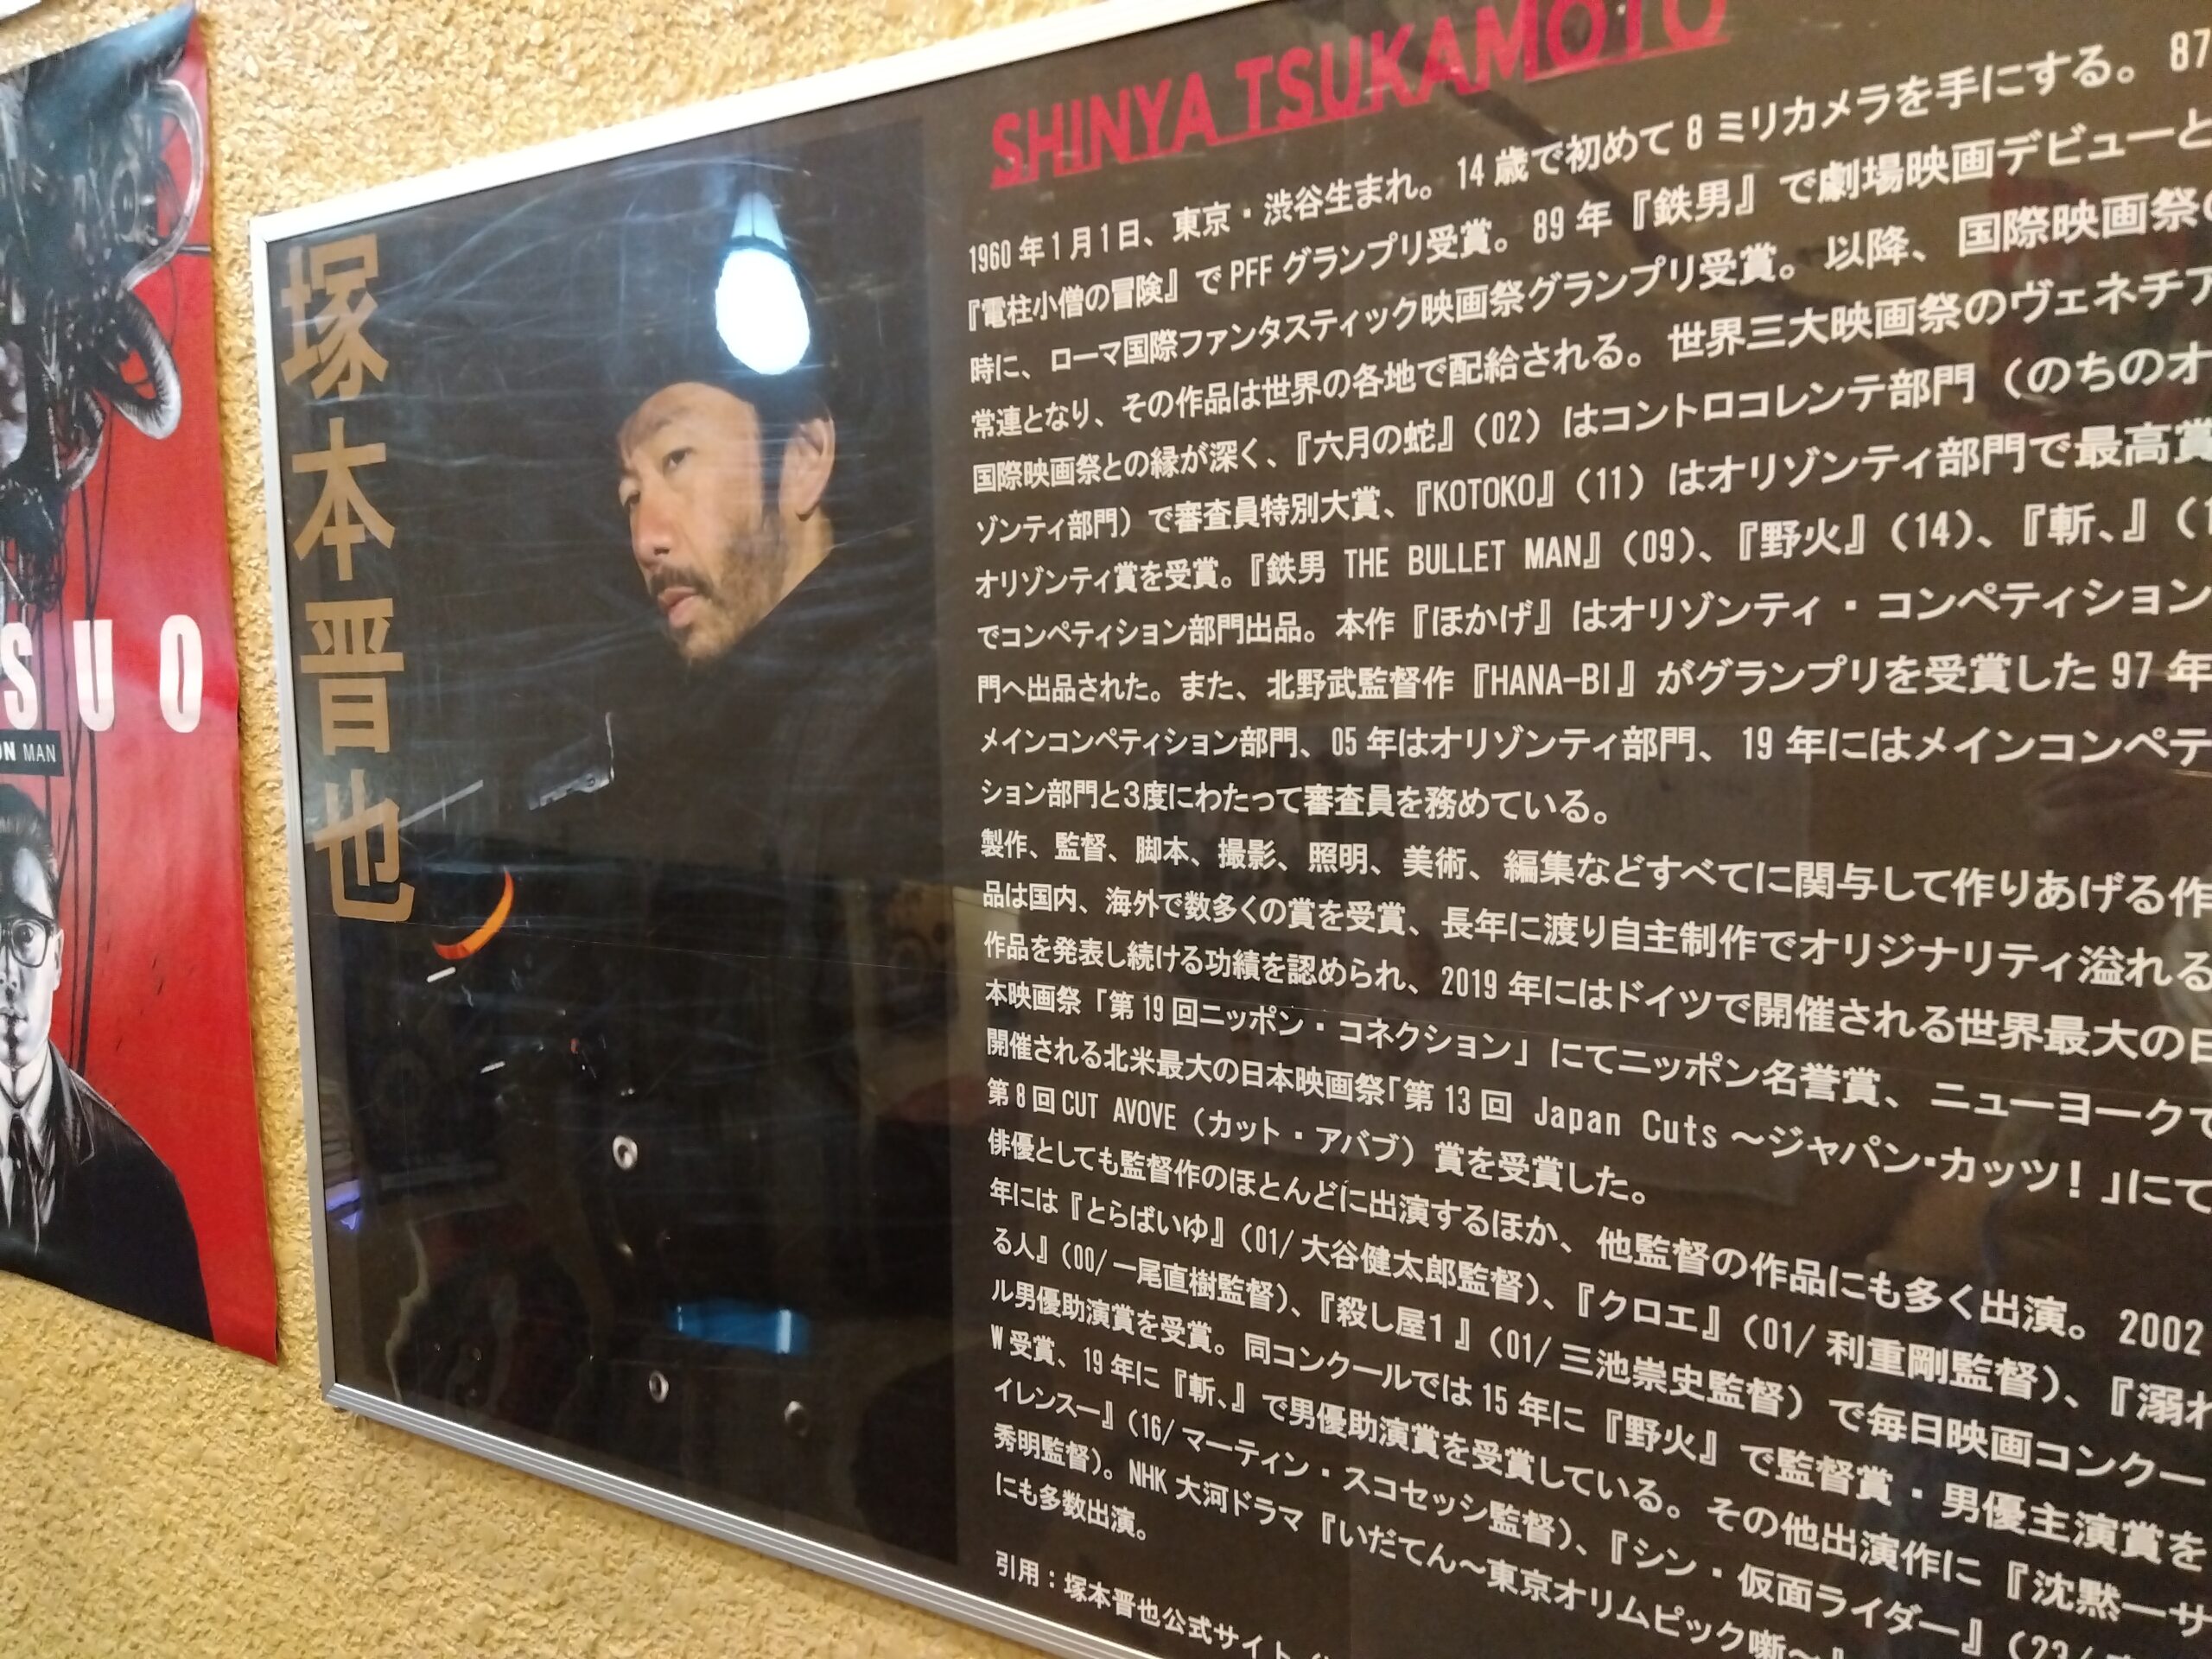 SUO
MAN
塚本晋也
SHINYA TSUKAMOTO
1960年1月1日、東京・渋谷生まれ。14歳で初めて8ミリカメラを手にする。87
『電柱小僧の冒険』でPFFグランプリ受賞。89年『鉄男』で劇場映画デビューと
時に、ローマ国際ファンタスティック映画祭グランプリ受賞。以降、国際映画祭の
常連となり、その作品は世界の各地で配給される。世界三大映画祭のヴェネチア
国際映画祭との縁が深く、『六月の蛇』（02）はコントロコレンテ部門（のちのオ
ゾンティ部門）で審査員特別大賞、『KOTOKO』（11）はオリゾンティ部門で最高賞
オリゾンティ賞を受賞。『鉄男 THE BULLET MAN』（09）、『野火』（14）、『斬、』（
でコンペティション部門出品。本作『ほかげ』はオリゾンティ・コンペティション
門へ出品された。また、北野武監督作『HANA-BI』がグランプリを受賞した97年
メインコンペティション部門、05年はオリゾンティ部門、19年にはメインコンペテ
ション部門と3度にわたって審査員を務めている。
製作、監督、脚本、撮影、照明、美術、編集などすべてに関与して作りあげる作
品は国内、海外で数多くの賞を受賞、長年に渡り自主制作でオリジナリティ溢れる
作品を発表し続ける功績を認められ、2019年にはドイツで開催される世界最大の日
本映画祭「第19回ニッポン・コネクション」にてニッポン名誉賞、ニューヨークで
開催される北米最大の日本映画祭「第13回 Japan Cuts～ジャパン・カッツ！」にて
第8回CUT AVOVE（カット・アバブ）賞を受賞した。
俳優としても監督作のほとんどに出演するほか、他監督の作品にも多く出演。2002
年には『とらばいゆ』（01/大谷健太郎監督）、『クロエ』（01/利重剛監督）、『溺れ
る人』（00/一尾直樹監督）、『殺し屋1』（01/三池崇史監督）で毎日映画コンクー
ル男優助演賞を受賞。同コンクールでは15年に『野火』で監督賞・男優主演賞を
W受賞、19年に『斬、』で男優助演賞を受賞している。その他出演作に『沈黙―サ
イレンス―』（16/マーティン・スコセッシ監督）、『シン・仮面ライダー』（23/
秀明監督）。NHK大河ドラマ『いだてん～東京オリムピック噺～』
にも多数出演。
引用：塚本晋也公式サイト